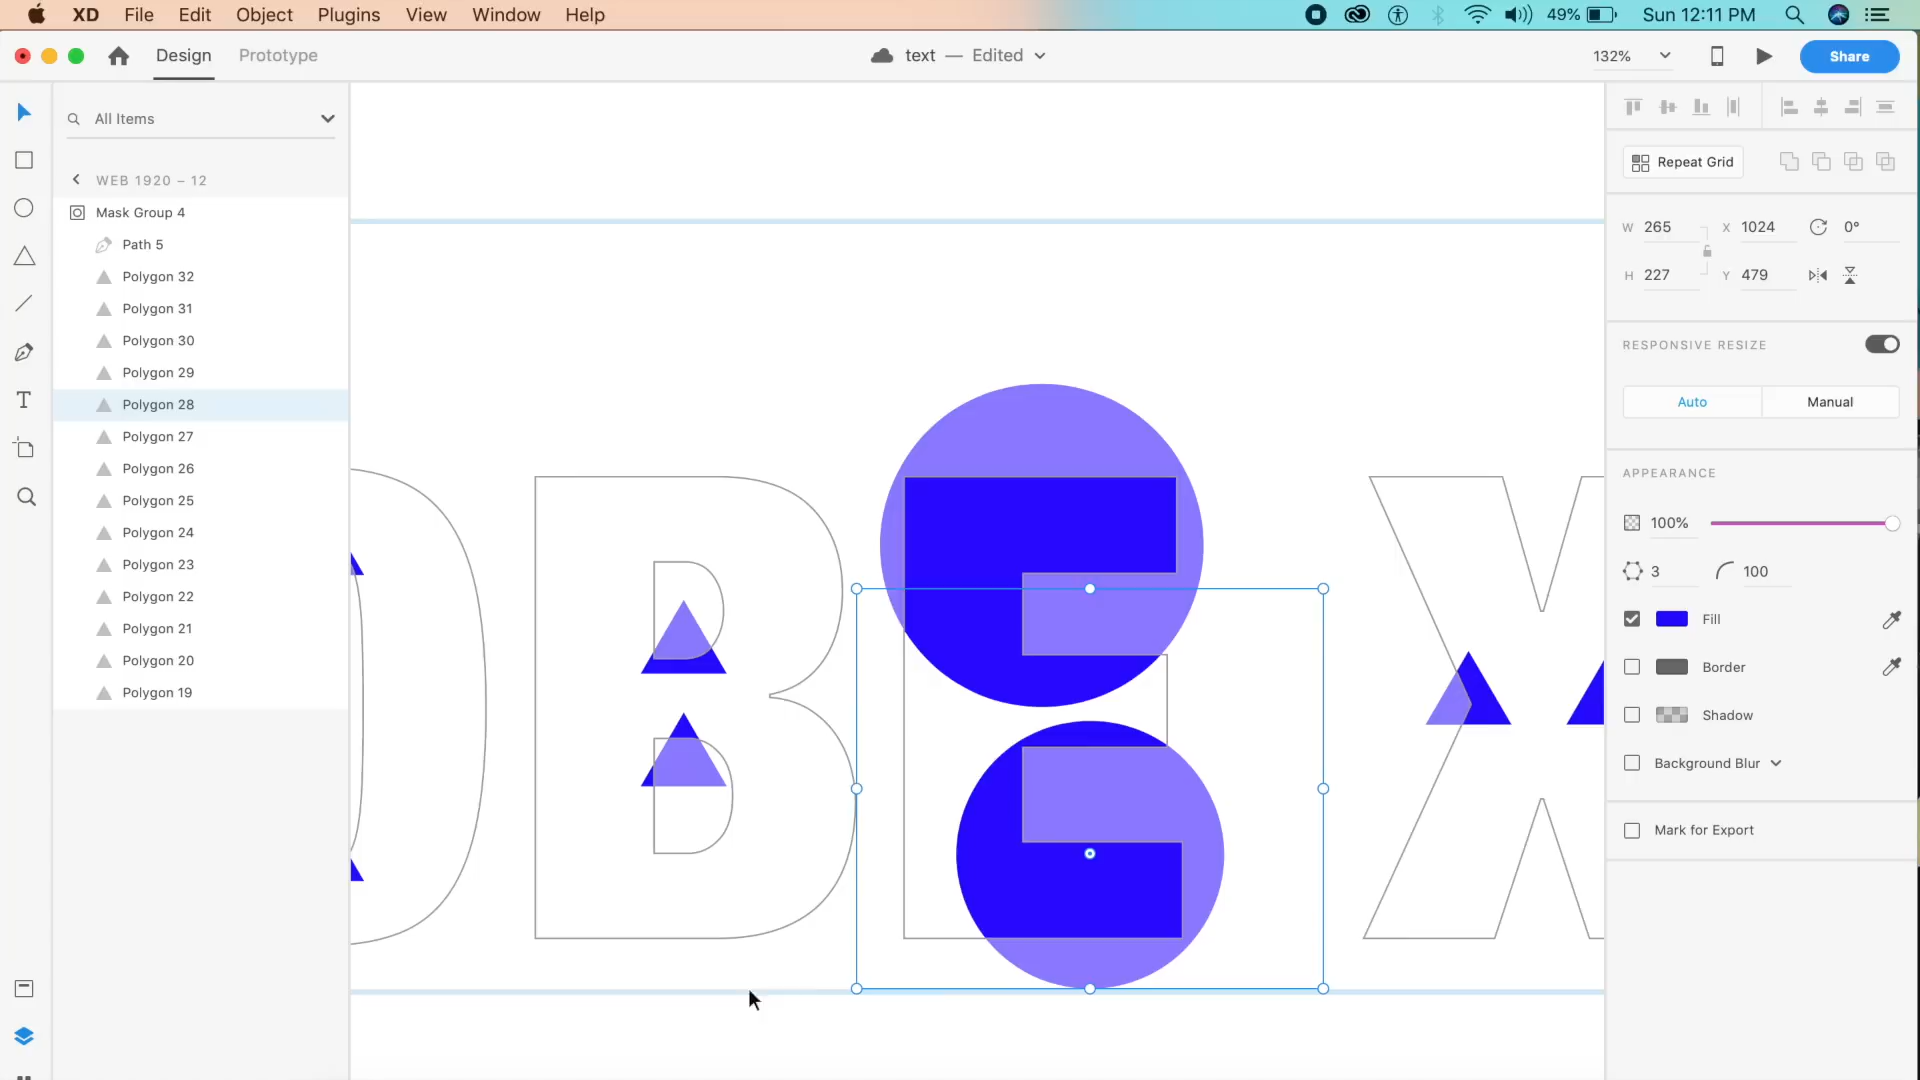 XD File Edit Object Plugins View Window Help 49% Sun 12:11 PM
Design Prototype text — Edited 132% Share
All Items
WEB 1920 – 12
Mask Group 4
Path 5
Polygon 32
Polygon 31
Polygon 30
Polygon 29
Polygon 28
Polygon 27
Polygon 26
Polygon 25
Polygon 24
Polygon 23
Polygon 22
Polygon 21
Polygon 20
Polygon 19
T
B E X
Repeat Grid
W 265 X 1024 0°
H 227 Y 479
RESPONSIVE RESIZE
Auto Manual
APPEARANCE
100%
3 100
Fill
Border
Shadow
Background Blur
Mark for Export